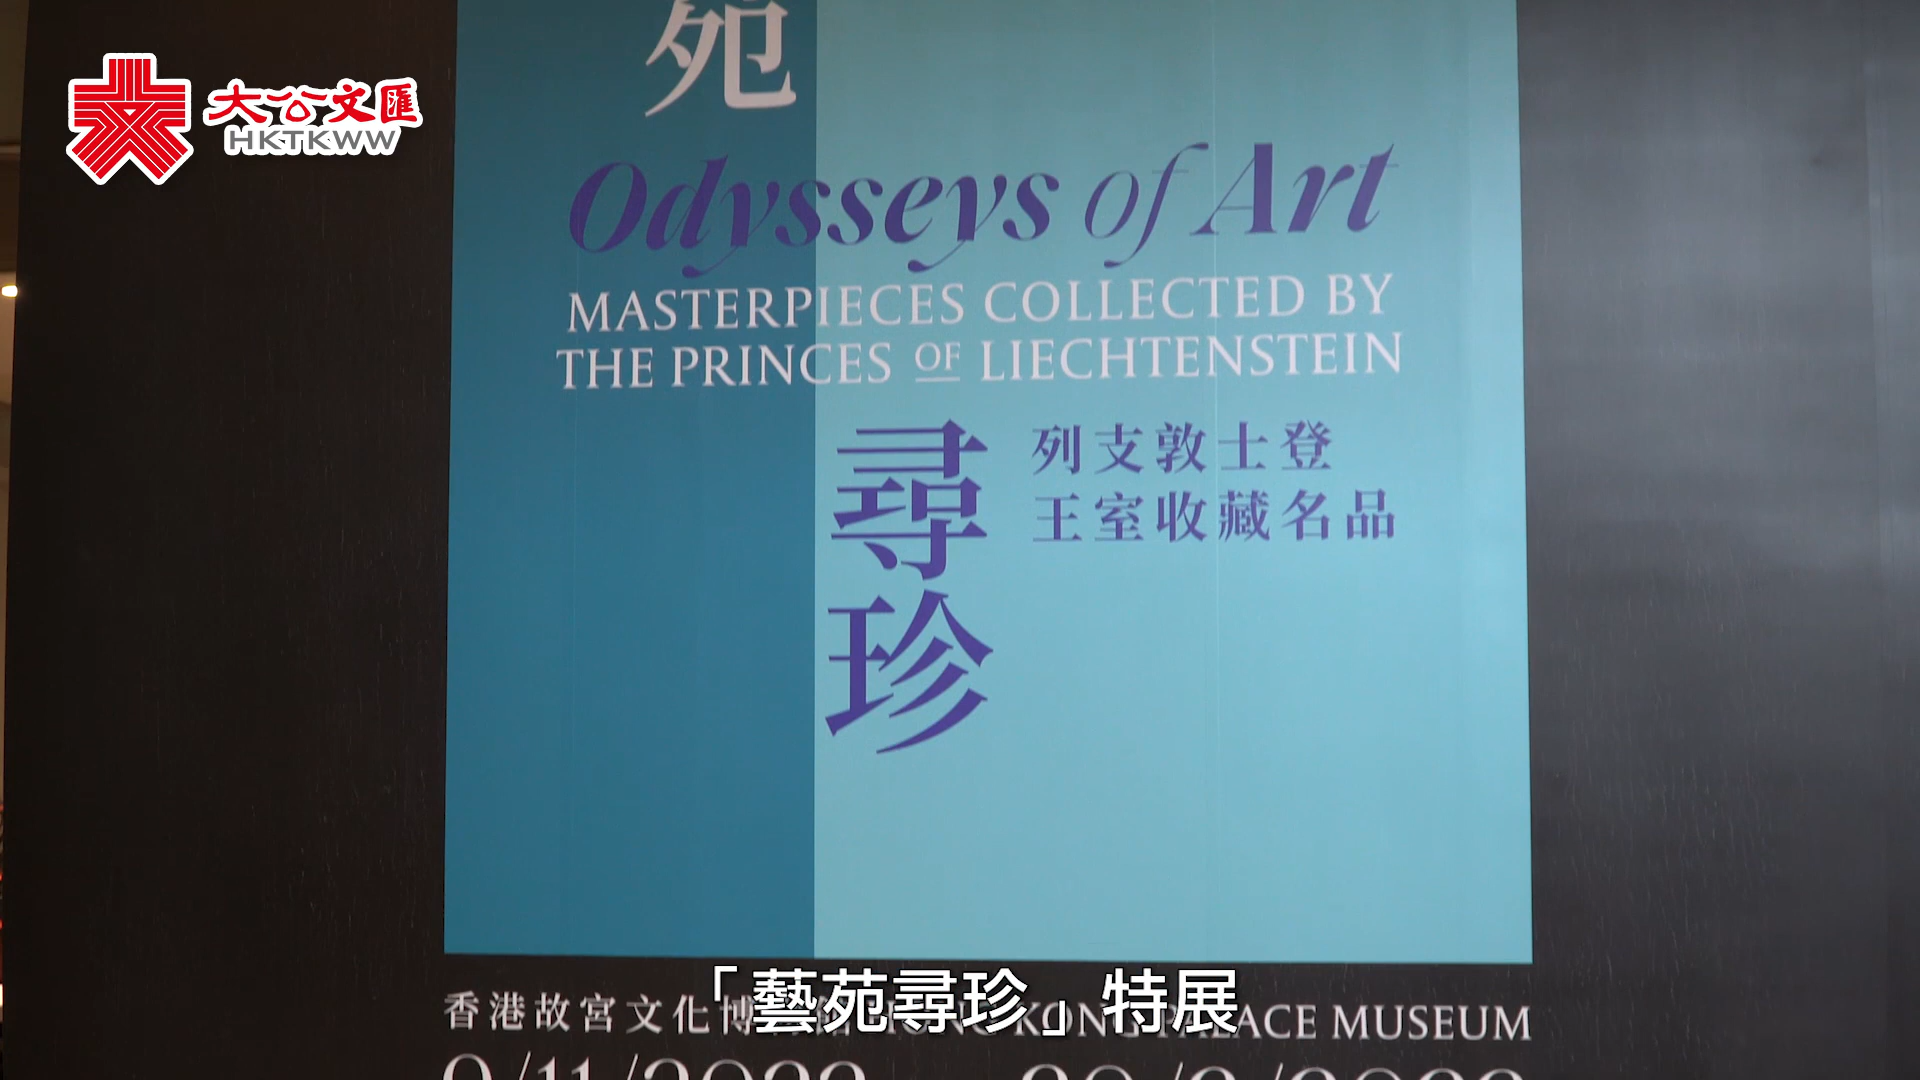 大公文匯
HKTKWW
苑
Odysseys of Art
MASTERPIECES COLLECTED BY
THE PRINCES OF LIECHTENSTEIN
尋珍
列支敦士登
王室收藏名品
「藝苑尋珍」特展
香港故宮文化博 PALACE MUSEUM